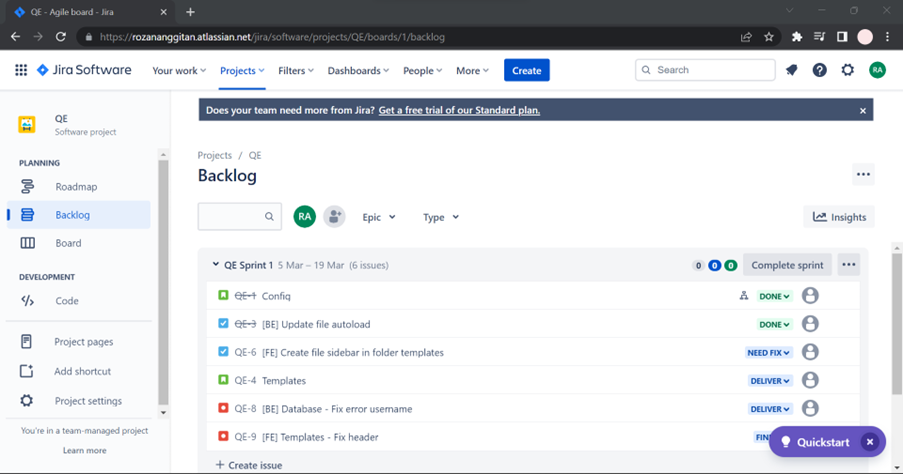 QE - Agile board - Jira
https://rozananggitan.atlassian.net/jira/software/projects/QE/boards/1/backlog
Jira Software Your work Projects Filters Dashboards People More Create Search RA
Does your team need more from Jira? Get a free trial of our Standard plan.
QE
Software project
PLANNING
Roadmap
Backlog
Board
DEVELOPMENT
Code
Project pages
Add shortcut
Project settings
You're in a team-managed project
Learn more
Projects / QE
Backlog
RA Epic Type Insights
QE Sprint 1 5 Mar – 19 Mar (6 issues) 0 0 0 Complete sprint
QE-1 Config DONE
QE-3 [BE] Update file autoload DONE
QE-6 [FE] Create file sidebar in folder templates NEED FIX
QE-4 Templates DELIVER
QE-8 [BE] Database - Fix error username DELIVER
QE-9 [FE] Templates - Fix header
+ Create issue
Quickstart